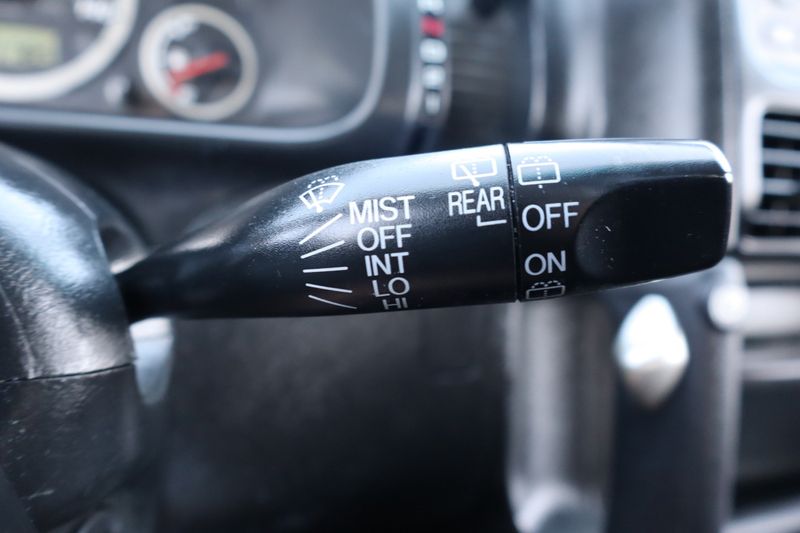 MIST
OFF
INT
LO
HI
REAR
OFF
ON